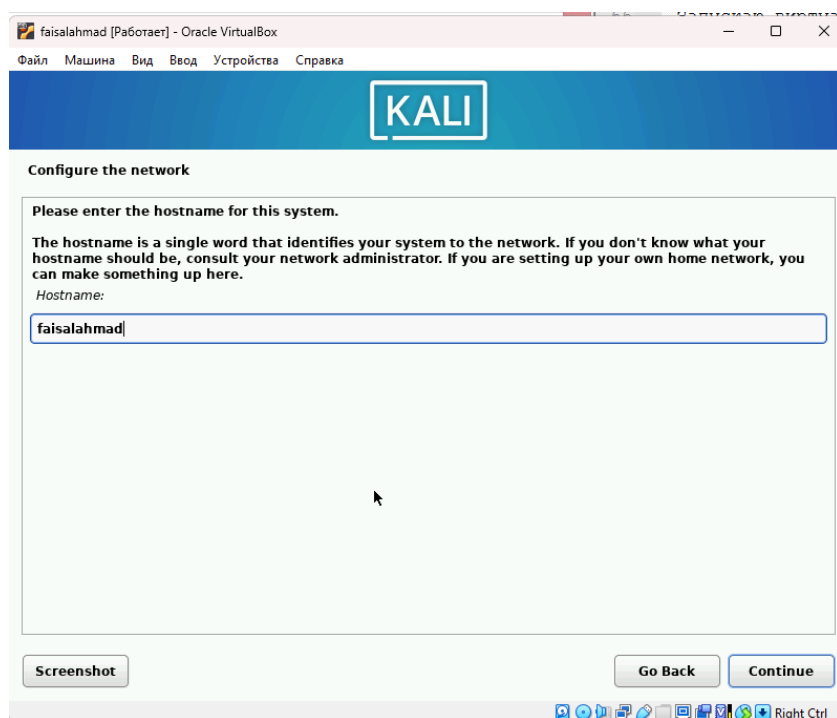 faisalahmad [Работает] - Oracle VirtualBox
Файл Машина Вид Ввод Устройства Справка
KALI
Configure the network
Please enter the hostname for this system.
The hostname is a single word that identifies your system to the network. If you don't know what your
hostname should be, consult your network administrator. If you are setting up your own home network, you
can make something up here.
Hostname:
faisalahmad
Screenshot
Go Back Continue
Right Ctrl